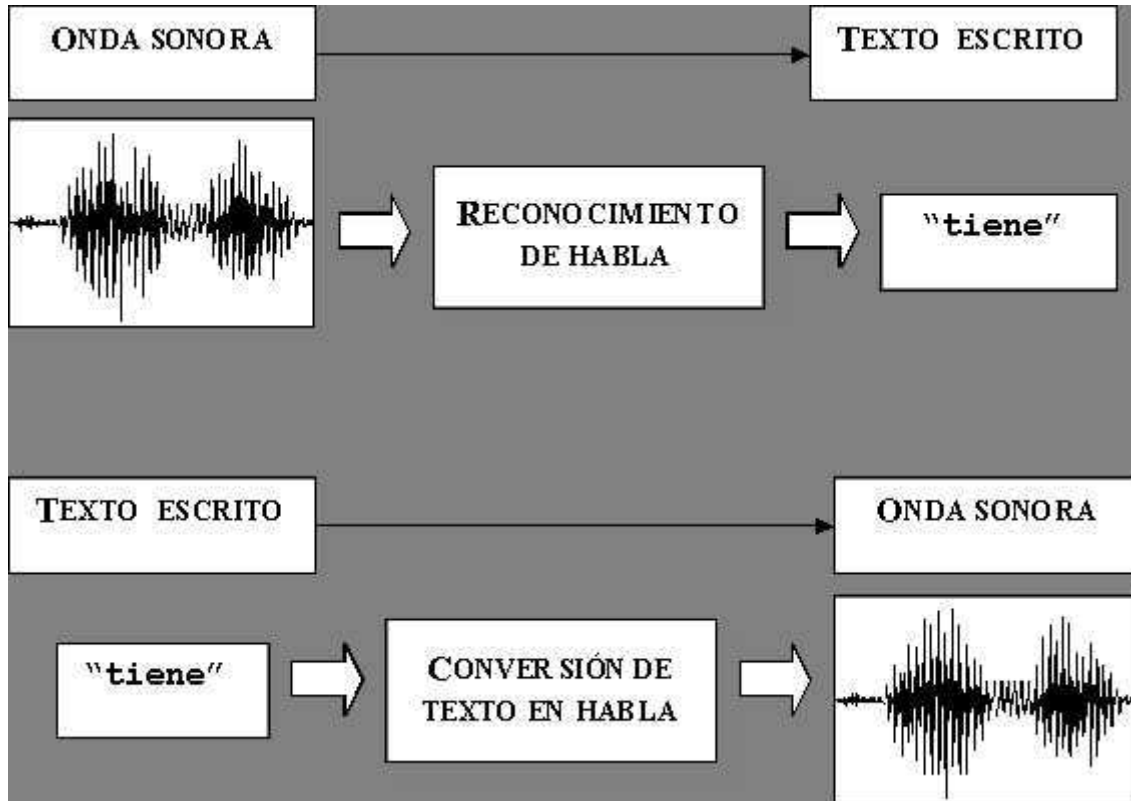 ONDA SONORA
TEXTO ESCRITO
RECONOCIMIENTO
DE HABLA
“tiene”
TEXTO ESCRITO
ONDA SONORA
“tiene”
CONVERSIÓN DE
TEXTO EN HABLA